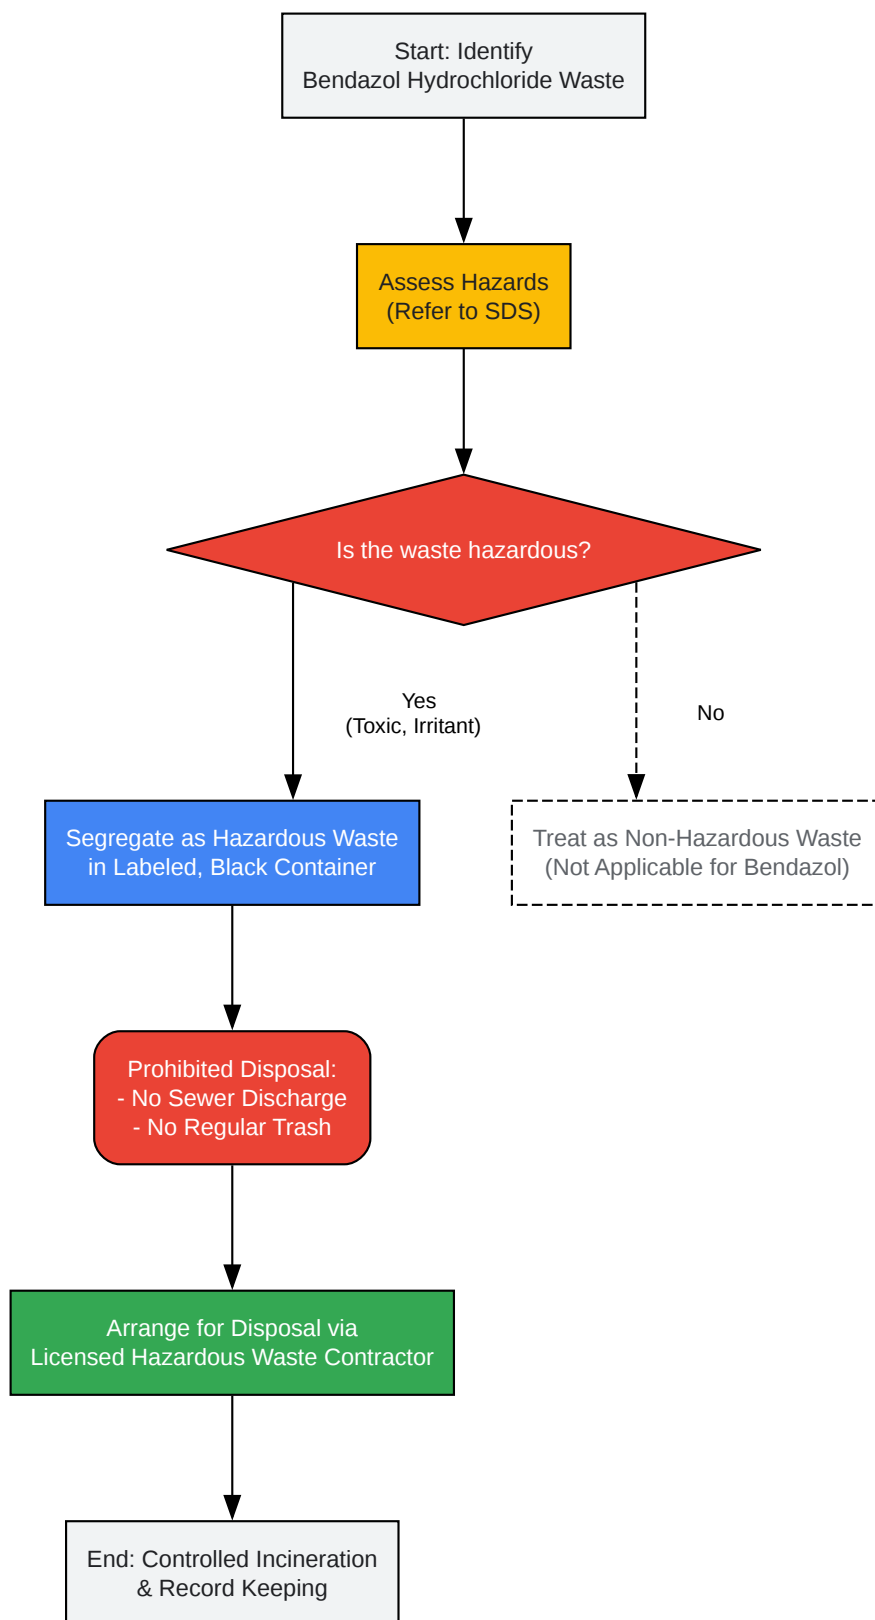 Start: Identify
Bendazol Hydrochloride Waste
Assess Hazards
(Refer to SDS)
Is the waste hazardous?
Yes
(Toxic, Irritant)
No
Segregate as Hazardous Waste
in Labeled, Black Container
Treat as Non-Hazardous Waste
(Not Applicable for Bendazol)
Prohibited Disposal:
- No Sewer Discharge
- No Regular Trash
Arrange for Disposal via
Licensed Hazardous Waste Contractor
End: Controlled Incineration
& Record Keeping